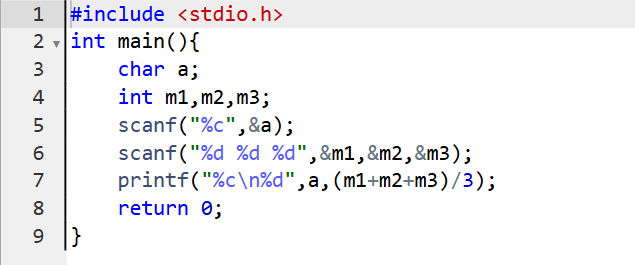 1 #include <stdio.h>
2 int main(){
3 char a;
4 int m1,m2,m3;
5 scanf("%c",&a);
6 scanf("%d %d %d",&m1,&m2,&m3);
7 printf("%c\n%d",a,(m1+m2+m3)/3);
8 return 0;
9 }